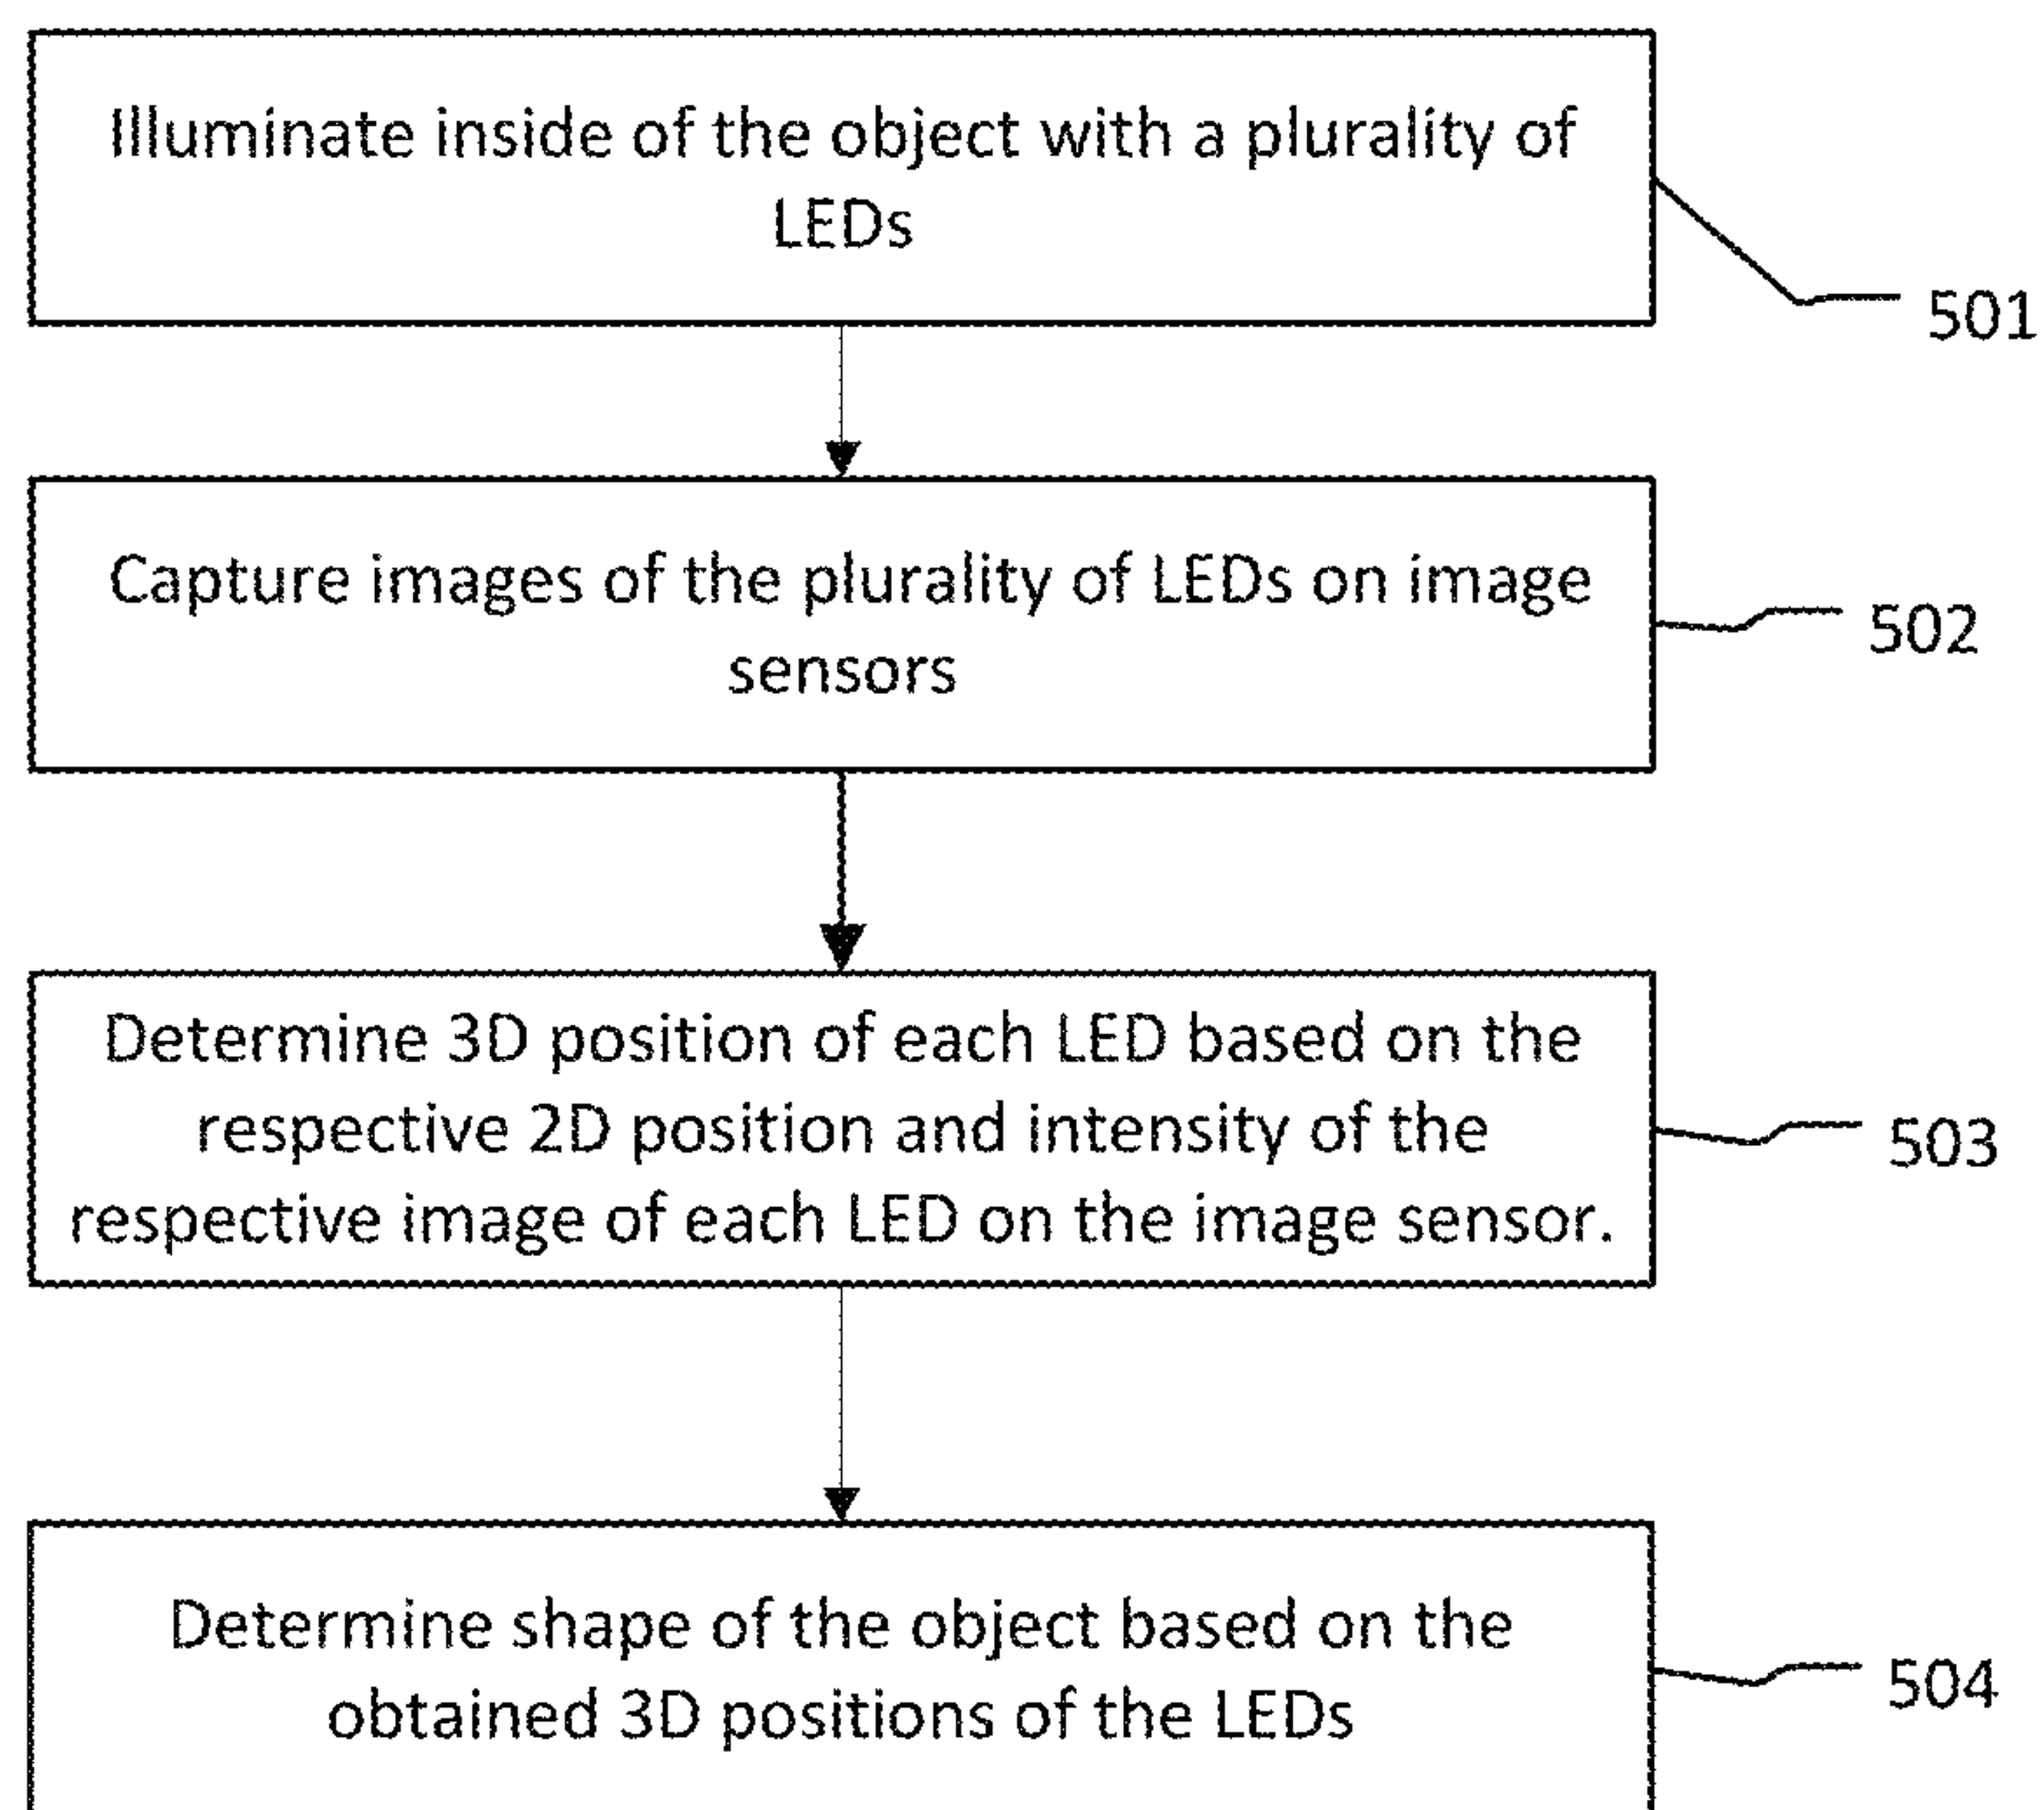 Illuminate inside of the object with a plurality of
LEDs
501
Capture images of the plurality of LEDs on image
sensors
502
Determine 3D position of each LED based on the
respective 2D position and intensity of the
respective image of each LED on the image sensor.
503
Determine shape of the object based on the
obtained 3D positions of the LEDs
504